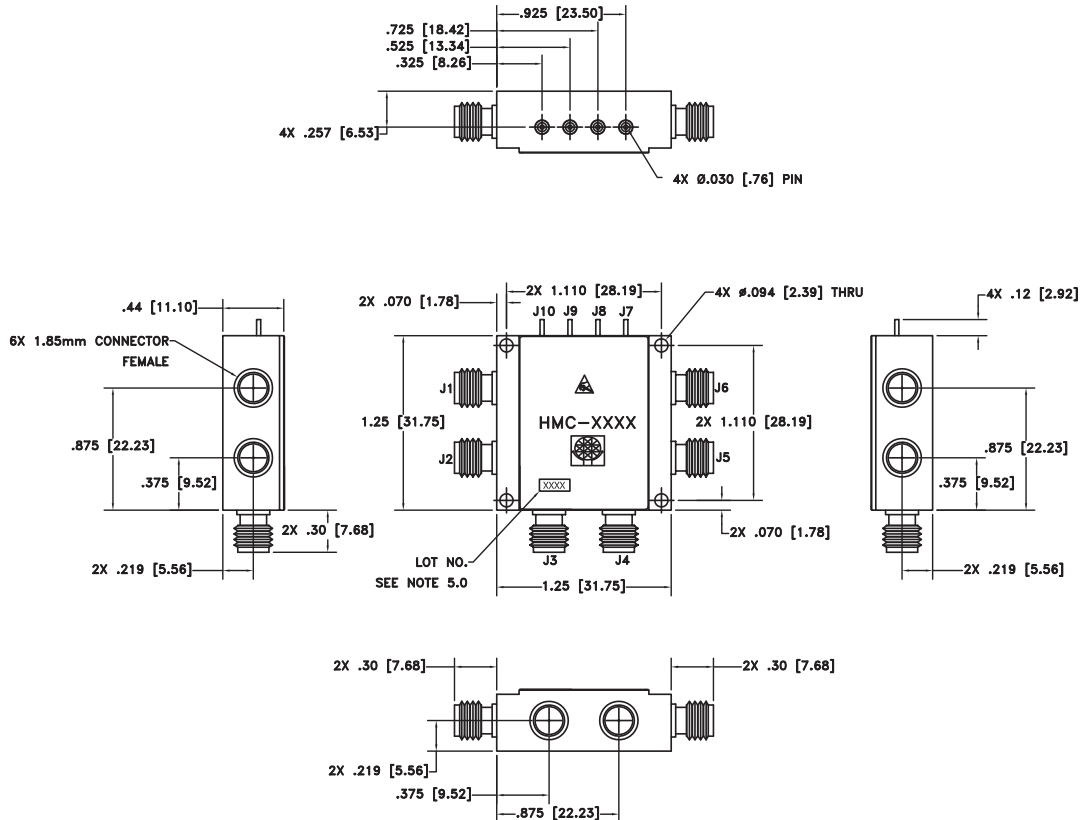 .925 [23.50]
.725 [18.42]
.525 [13.34]
.325 [8.26]
4X .257 [6.53]
4X Ø.030 [.76] PIN
.44 [11.10]
2X .070 [1.78]
2X 1.110 [28.19]
4X ø.094 [2.39] THRU
4X .12 [2.92]
J10 J9 J8 J7
6X 1.85mm CONNECTOR
FEMALE
J1
J6
1.25 [31.75]
HMC-XXXX
2X 1.110 [28.19]
.875 [22.23]
.875 [22.23]
J2
J5
.375 [9.52]
XXXX
.375 [9.52]
2X .30 [7.68]
2X .070 [1.78]
J3
J4
LOT NO.
SEE NOTE 5.0
2X .219 [5.56]
1.25 [31.75]
2X .219 [5.56]
2X .30 [7.68]
2X .30 [7.68]
2X .219 [5.56]
.375 [9.52]
.875 [22.23]